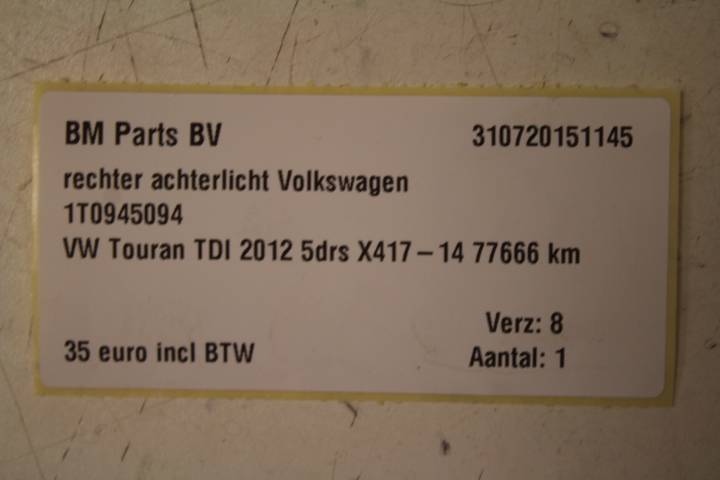 BM Parts BV 310720151145
rechter achterlicht Volkswagen
1T0945094
VW Touran TDI 2012 5drs X417 – 14 77666 km
Verz: 8
35 euro incl BTW Aantal: 1